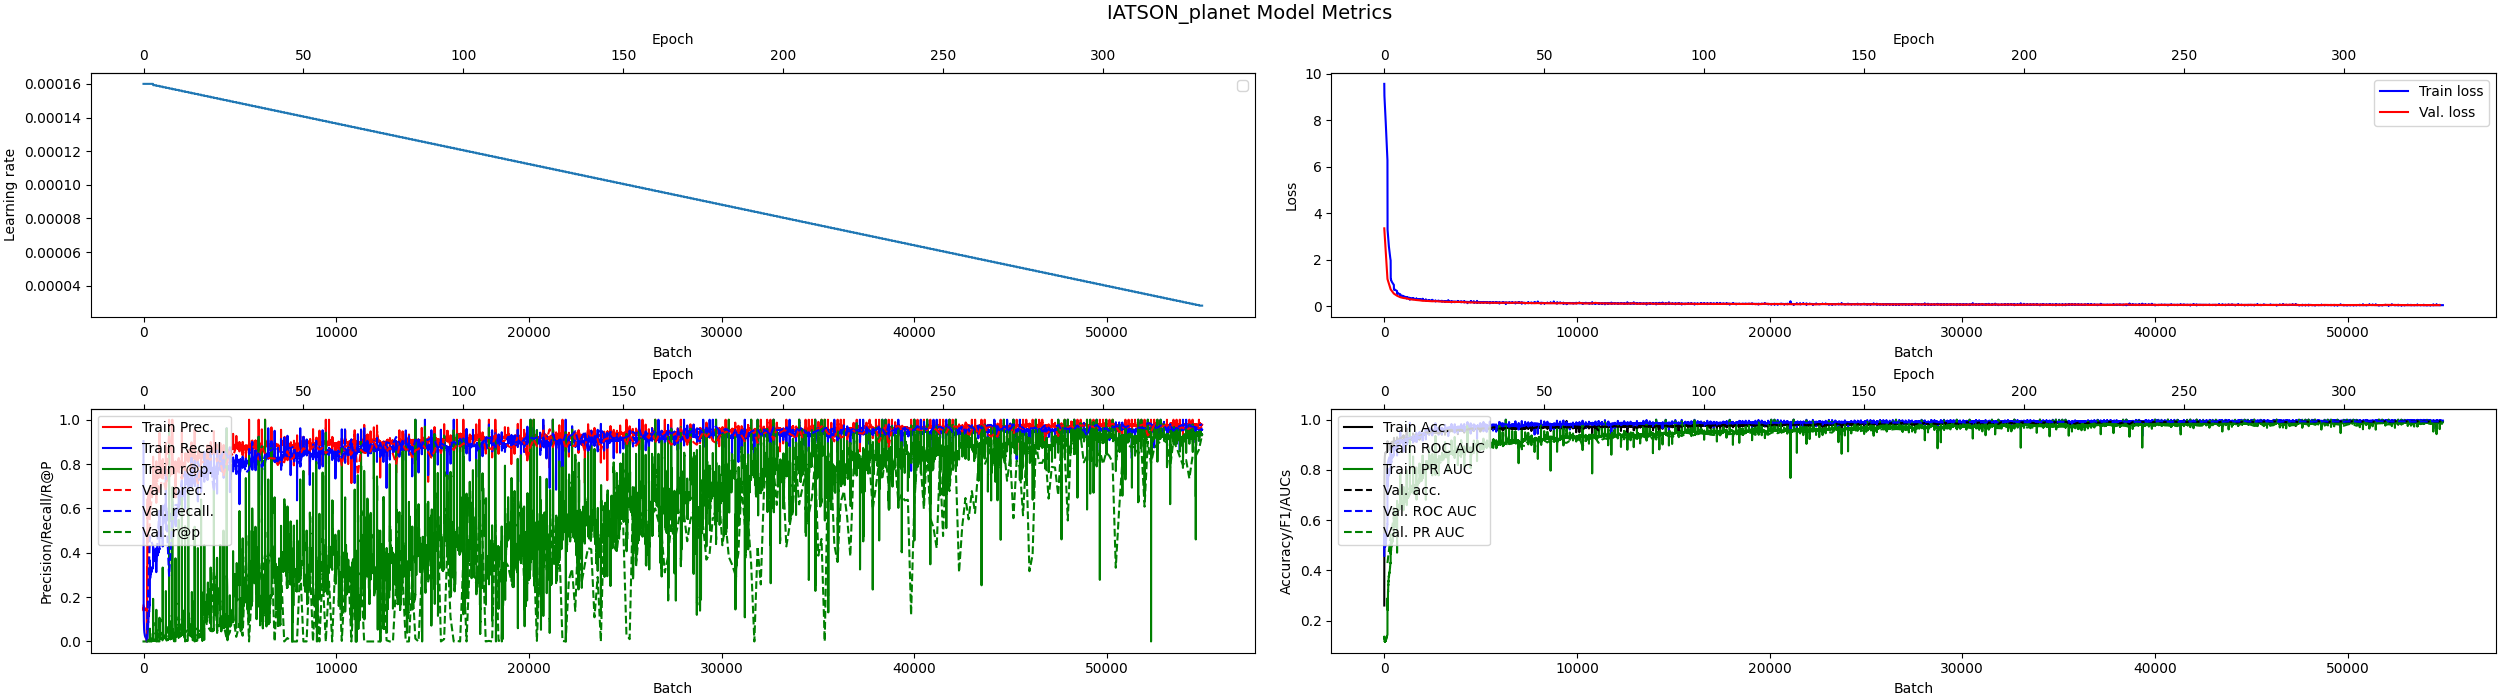 IATSON_planet Model Metrics
Epoch
0 50 100 150 200 250 300
0.00016
0.00014
0.00012
0.00010
0.00008
0.00006
0.00004
Learning rate
0 10000 20000 30000 40000 50000
Batch
Epoch
0 50 100 150 200 250 300
10
8
6
4
2
0
Loss
Train loss
Val. loss
0 10000 20000 30000 40000 50000
Batch
Epoch
0 50 100 150 200 250 300
1.0
0.8
0.6
0.4
0.2
0.0
Precision/Recall/R@P
Train Prec.
Train Recall.
Train r@p.
Val. prec.
Val. recall.
Val. r@p
0 10000 20000 30000 40000 50000
Batch
Epoch
0 50 100 150 200 250 300
1.0
0.8
0.6
0.4
0.2
Accuracy/F1/AUCs
Train Acc.
Train ROC AUC
Train PR AUC
Val. acc.
Val. ROC AUC
Val. PR AUC
0 10000 20000 30000 40000 50000
Batch